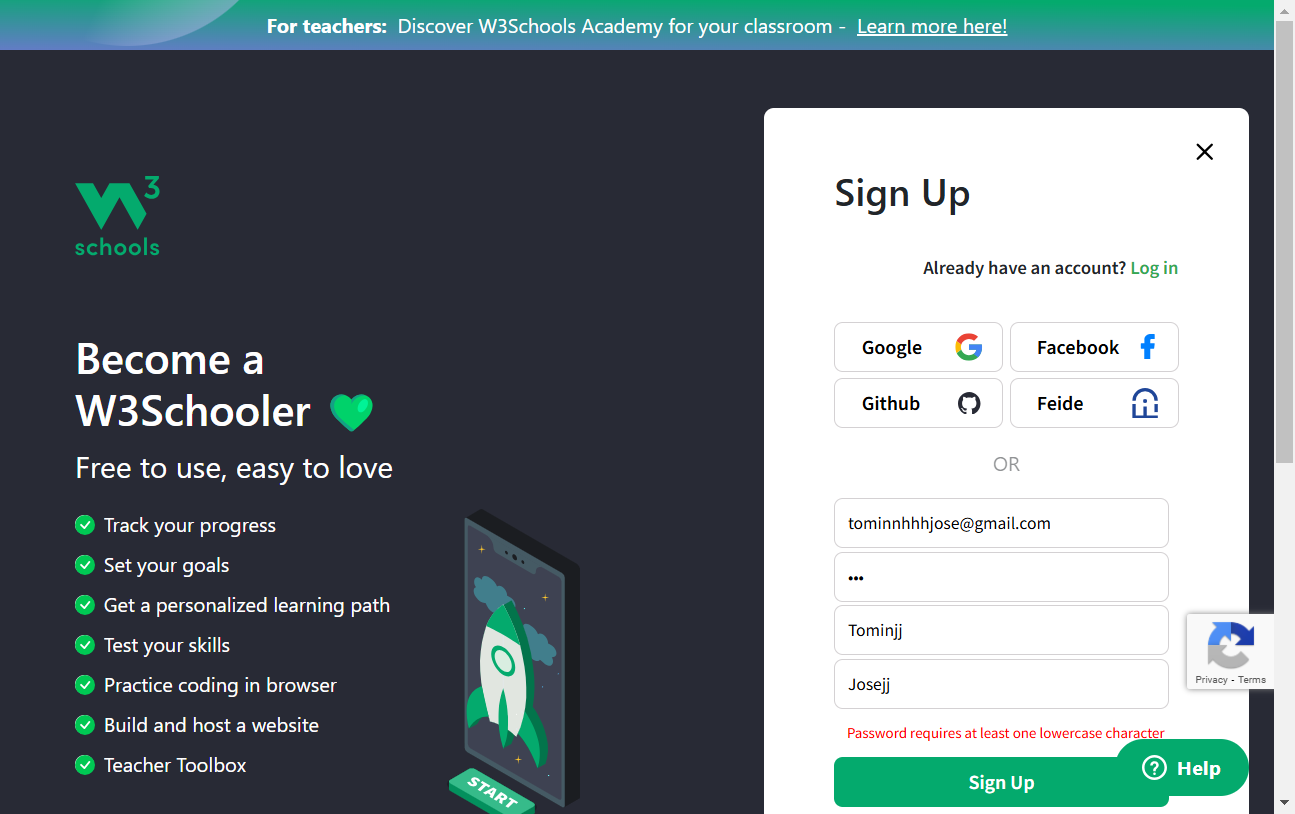 For teachers: Discover W3Schools Academy for your classroom - Learn more here!
W3
schools
Become a
W3Schooler
Free to use, easy to love
Track your progress
Set your goals
Get a personalized learning path
Test your skills
Practice coding in browser
Build and host a website
Teacher Toolbox
START
Sign Up
Already have an account? Log in
Google
Facebook
Github
Feide
OR
tominnhhhjose@gmail.com
•••
Tominjj
Josejj
Privacy - Terms
Password requires at least one lowercase character
Sign Up
Help